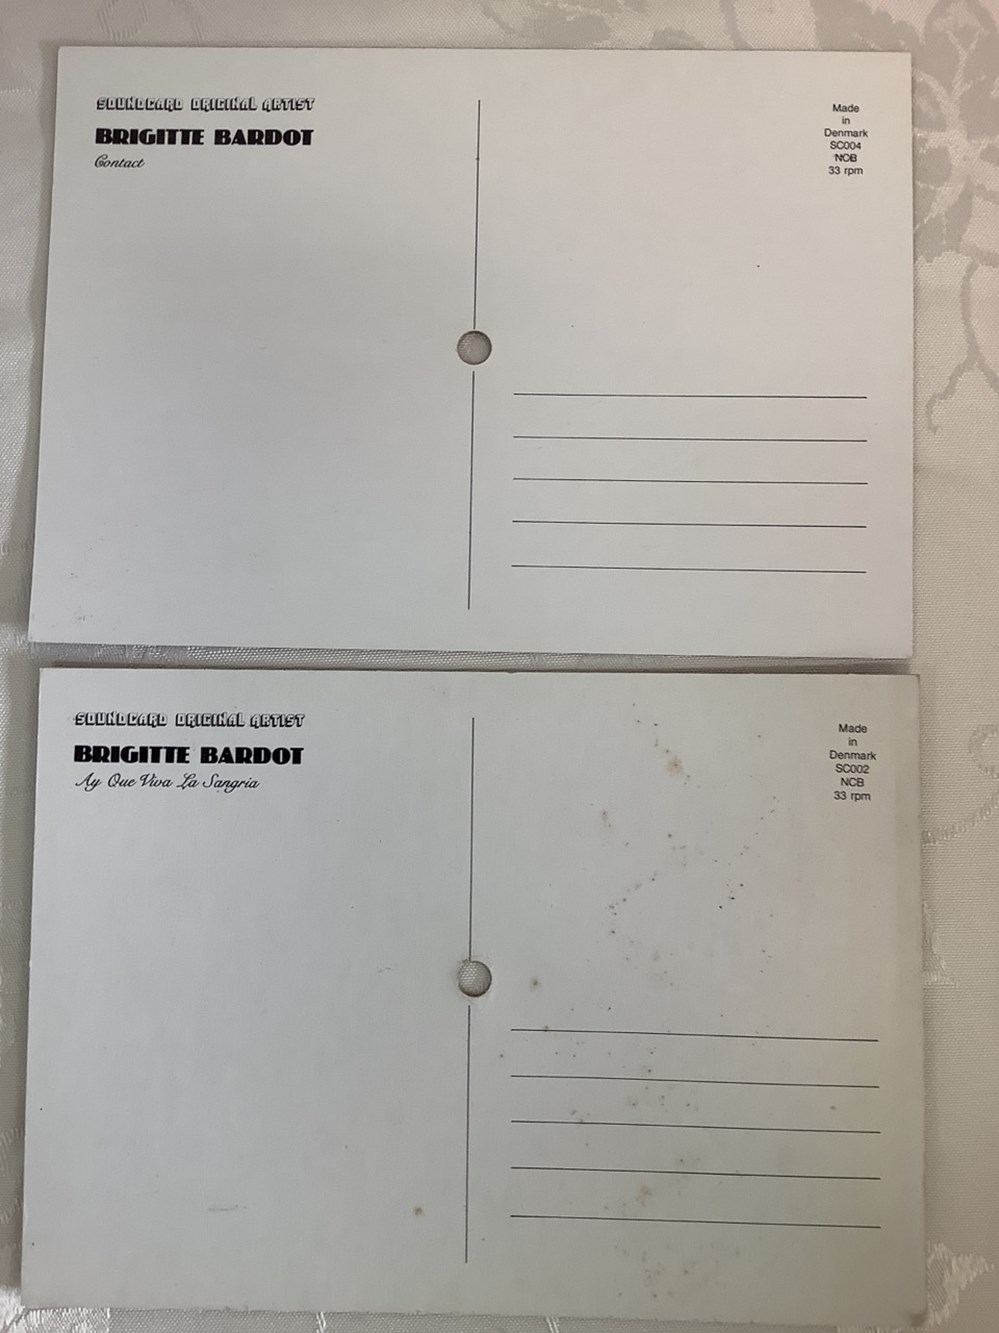 SOUNDCARD ORIGINAL ARTIST
BRIGITTE BARDOT
Contact
Made
in
Denmark
SC004
NCB
33 rpm
SOUNDCARD ORIGINAL ARTIST
BRIGITTE BARDOT
Ay Que Viva La Sangria
Made
in
Denmark
SC002
NCB
33 rpm